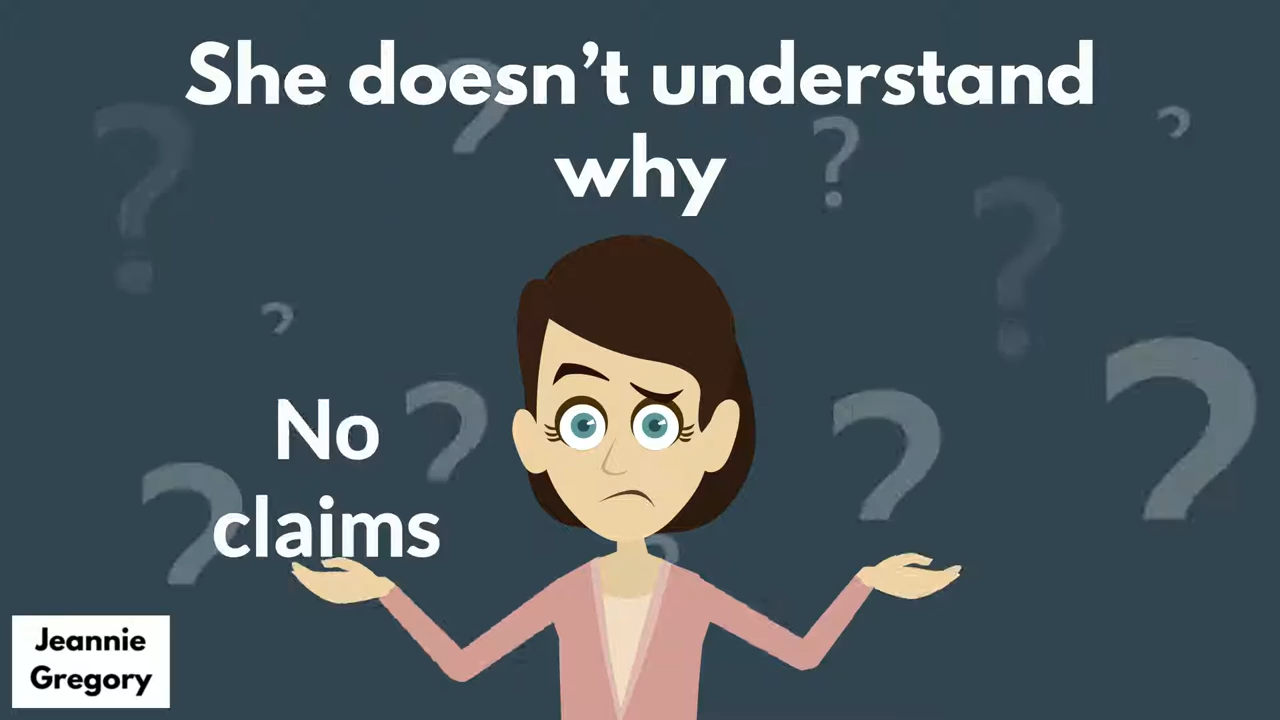 She doesn’t understand
why
No
claims
Jeannie
Gregory